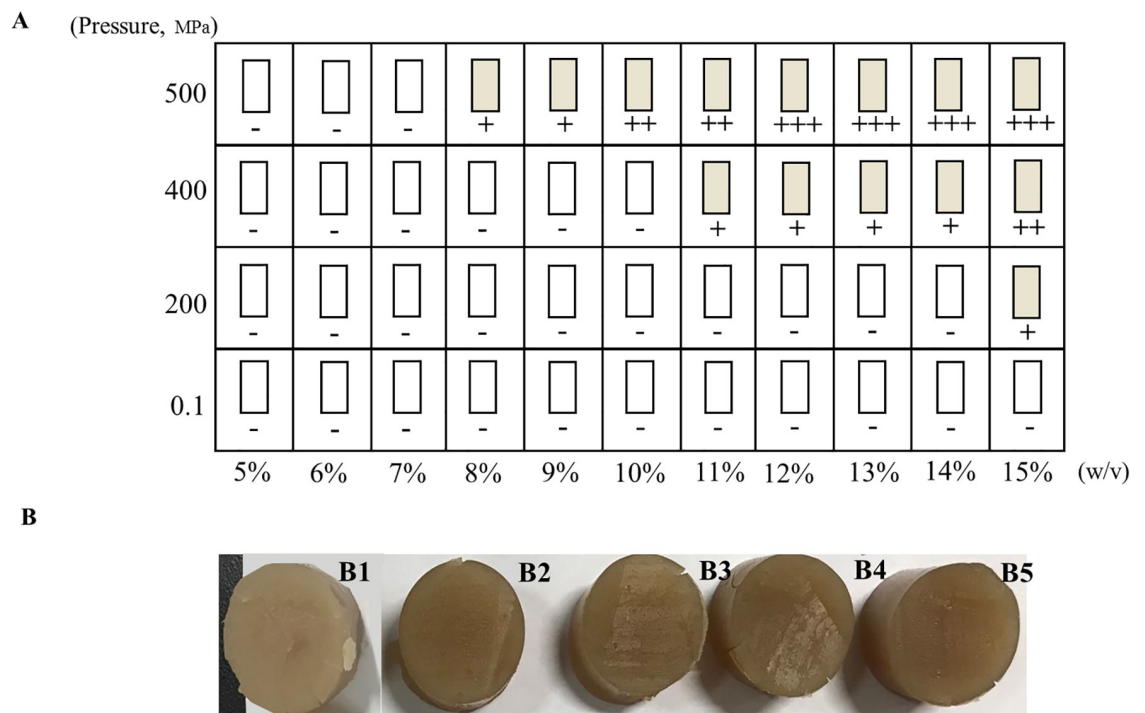 A (Pressure, MPa)
500
- - - + + ++ ++ +++ +++ +++ +++
400
- - - - - - + + + + ++
200
- - - - - - - - - - +
0.1
- - - - - - - - - - -
5% 6% 7% 8% 9% 10% 11% 12% 13% 14% 15% (w/v)
B
B1 B2 B3 B4 B5